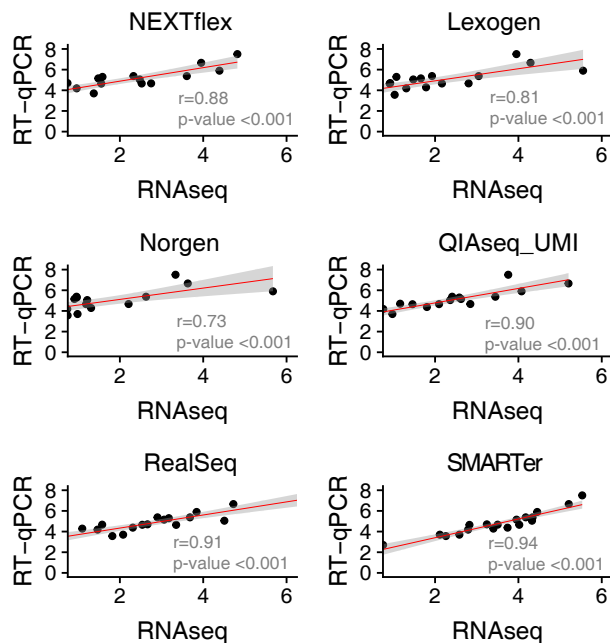 NEXTflex
Lexogen
RT−qPCR
8
6
4
2
0
r=0.88
p-value <0.001
2
4
6
RNAseq
RT−qPCR
8
6
4
2
0
r=0.81
p-value <0.001
2
4
6
RNAseq
Norgen
QIAseq_UMI
RT−qPCR
8
6
4
2
0
r=0.73
p-value <0.001
2
4
6
RNAseq
RT−qPCR
8
6
4
2
0
r=0.90
p-value <0.001
2
4
6
RNAseq
RealSeq
SMARTer
RT−qPCR
8
6
4
2
0
r=0.91
p-value <0.001
2
4
6
RNAseq
RT−qPCR
8
6
4
2
0
r=0.94
p-value <0.001
2
4
6
RNAseq